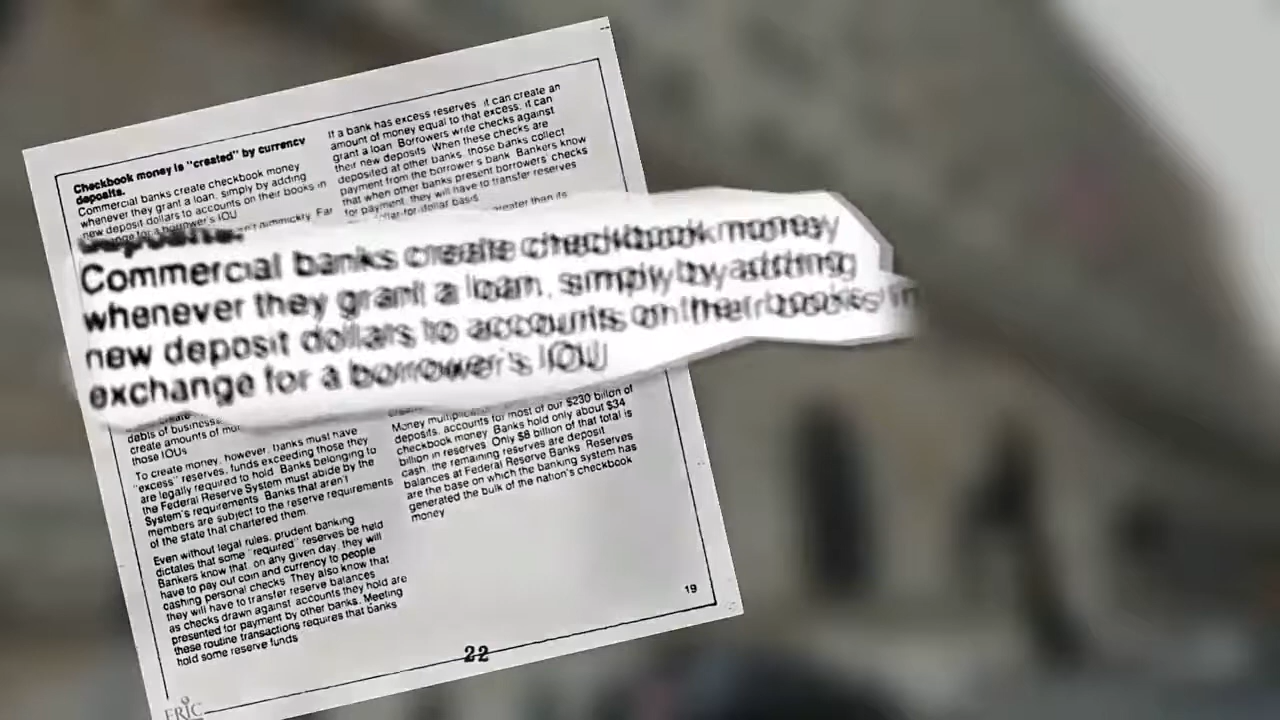 Checkbook money is "created" by currency
deposits.
Commercial banks create checkbook money
whenever they grant a loan, simply by adding
new deposit dollars to accounts on their books in
exchange for a borrower's IOU
If a bank has excess reserves, it can create an
amount of money equal to that excess; it can
grant a loan. Borrowers write checks against
their new deposits. When these checks are
deposited at other banks, those banks collect
payment from the borrower's bank. Bankers know
that when other banks present borrowers' checks
for payment, they will have to transfer reserves
Commercial banks create checkbook money
whenever they grant a loan, simply by adding
new deposit dollars to accounts on their books in
exchange for a borrower's IOU
debts of business
create amounts of
those IOUs
To create money, however, banks must have
"excess" reserves, funds exceeding those they
are legally required to hold. Banks belonging to
the Federal Reserve System must abide by the
System's requirements. Banks that aren't
members are subject to the reserve requirements
of the state that chartered them.
Even without legal rules, prudent banking
dictates that some "required" reserves be held
Bankers know that, on any given day, they will
have to pay out coin and currency to people
cashing personal checks. They also know that
they will have to transfer reserve balances
as checks drawn against accounts they hold are
presented for payment by other banks. Meeting
these routine transactions requires that banks
hold some reserve funds
Money
deposits, accounts for most of our $230 billon of
checkbook money. Banks hold only about $34
billion in reserves. Only $8 billion of that total is
cash, the remaining reserves are deposit
balances at Federal Reserve Banks. Reserves
are the base on which the banking system has
generated the bulk of the nation's checkbook
money
19
22
ERIC